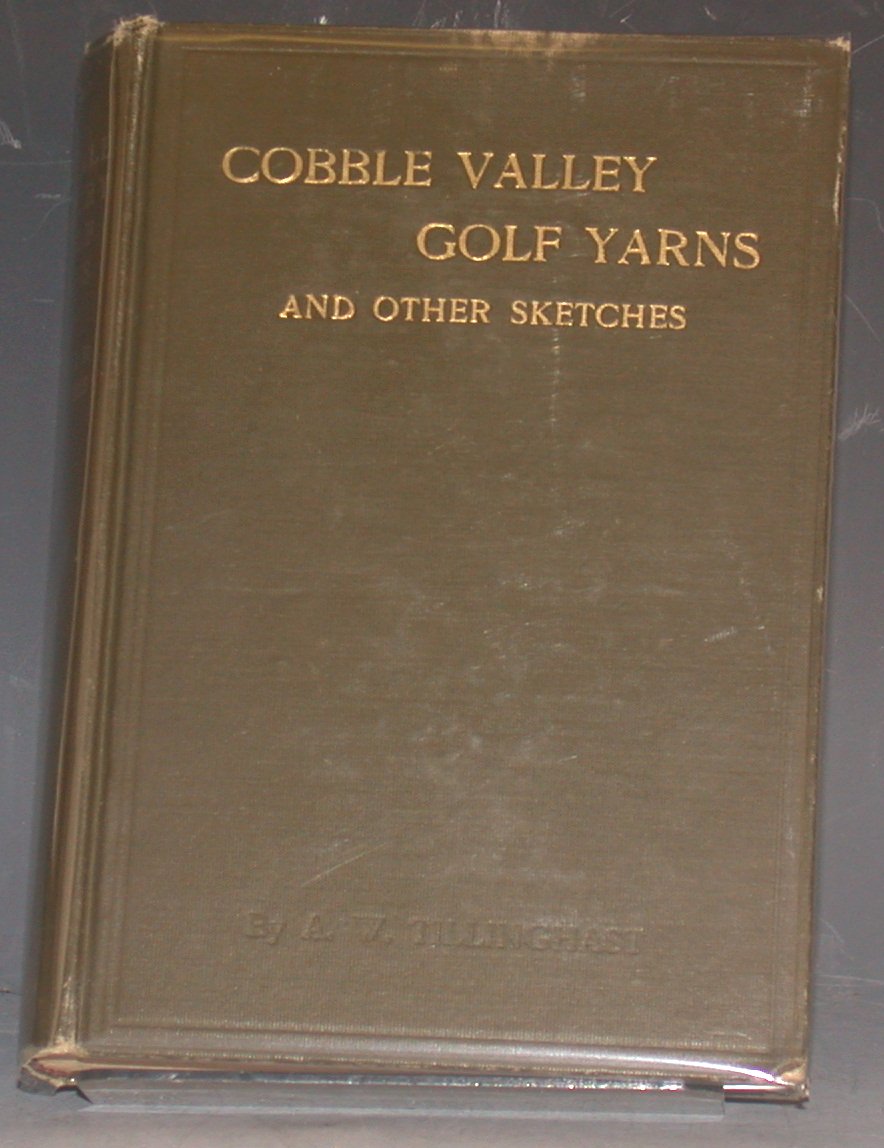 COBBLE VALLEY
GOLF YARNS
AND OTHER SKETCHES
By A. W. TILLINGHAST